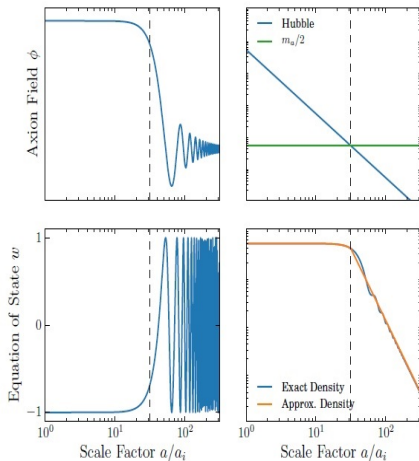 Axion Field ϕ
Hubble
mₐ/2
Equation of State w
1
0
−1
10⁰
10¹
10²
Scale Factor a/aᵢ
Exact Density
Approx. Density
10⁰
10¹
10²
Scale Factor a/aᵢ